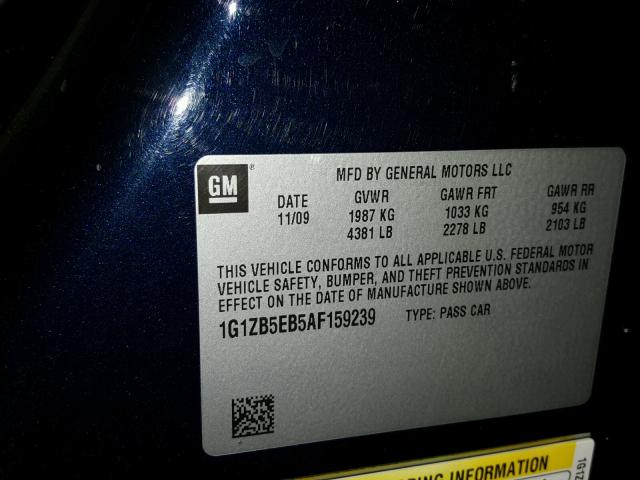 GM ®
MFD BY GENERAL MOTORS LLC
DATE GVWR GAWR FRT GAWR RR
11/09 1987 KG 1033 KG 954 KG
4381 LB 2278 LB 2103 LB
THIS VEHICLE CONFORMS TO ALL APPLICABLE U.S. FEDERAL MOTOR
VEHICLE SAFETY, BUMPER, AND THEFT PREVENTION STANDARDS IN
EFFECT ON THE DATE OF MANUFACTURE SHOWN ABOVE.
1G1ZB5EB5AF159239 TYPE: PASS CAR
INFORMATION
1G1Z